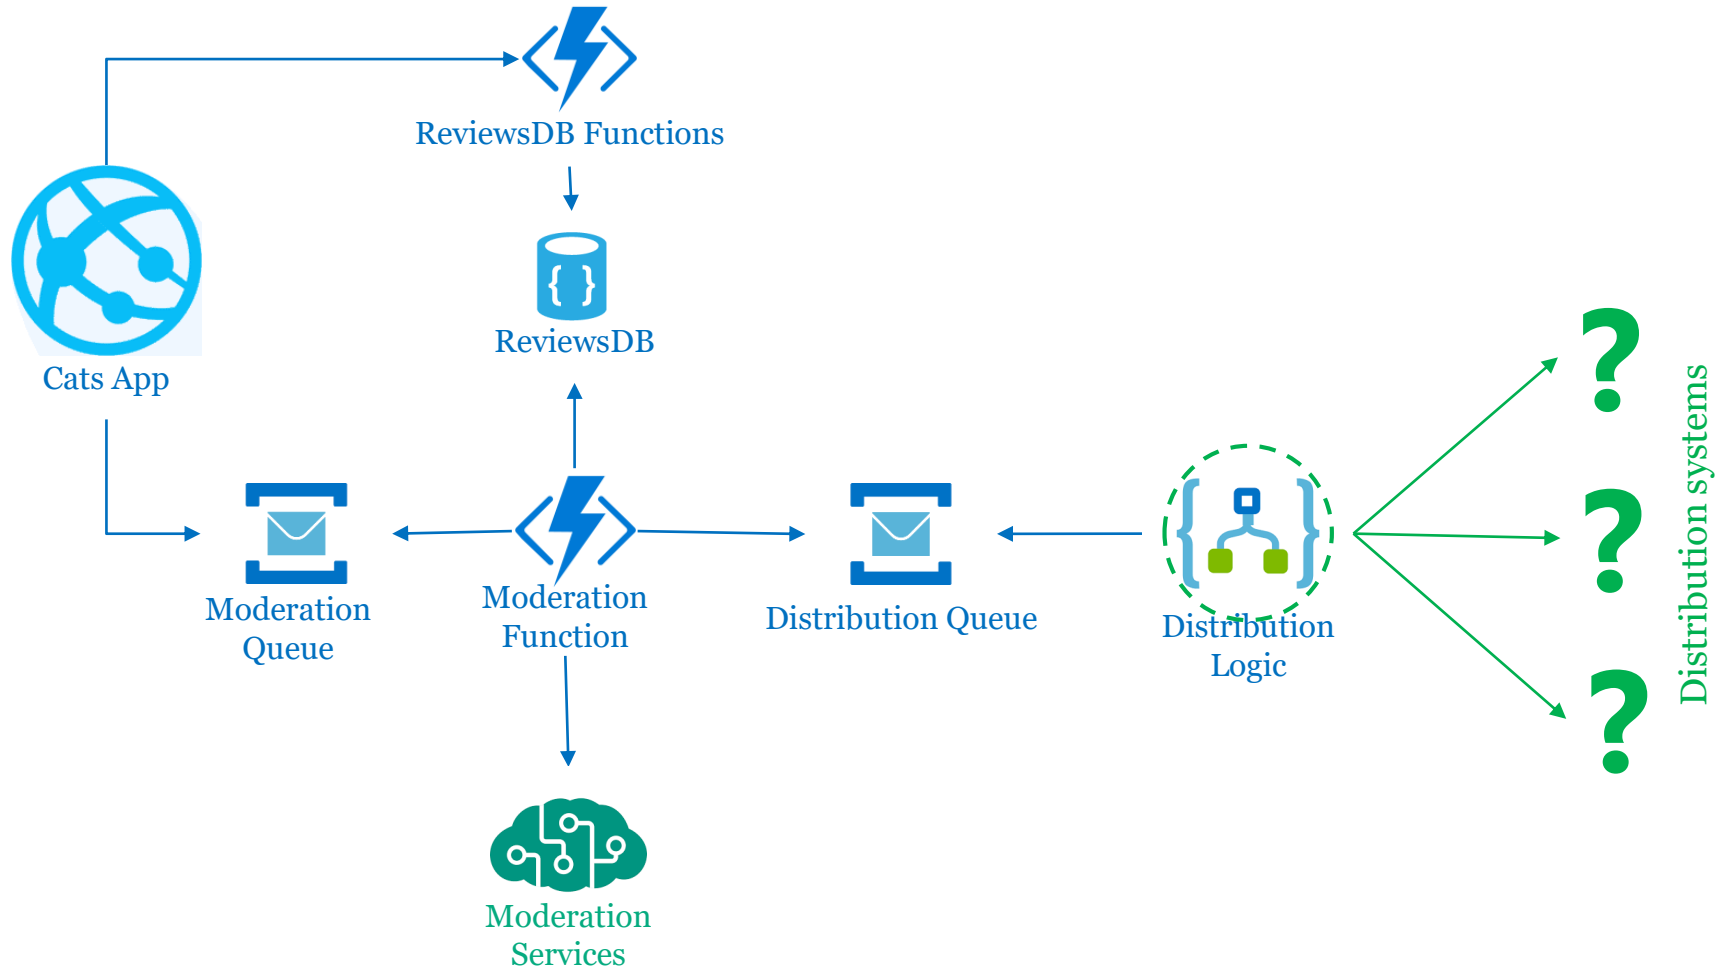 ReviewsDB Functions
{ }
ReviewsDB
Cats App
Moderation
Queue
Moderation
Function
Distribution Queue
{ }
Distribution
Logic
?
?
?
Distribution systems
Moderation
Services